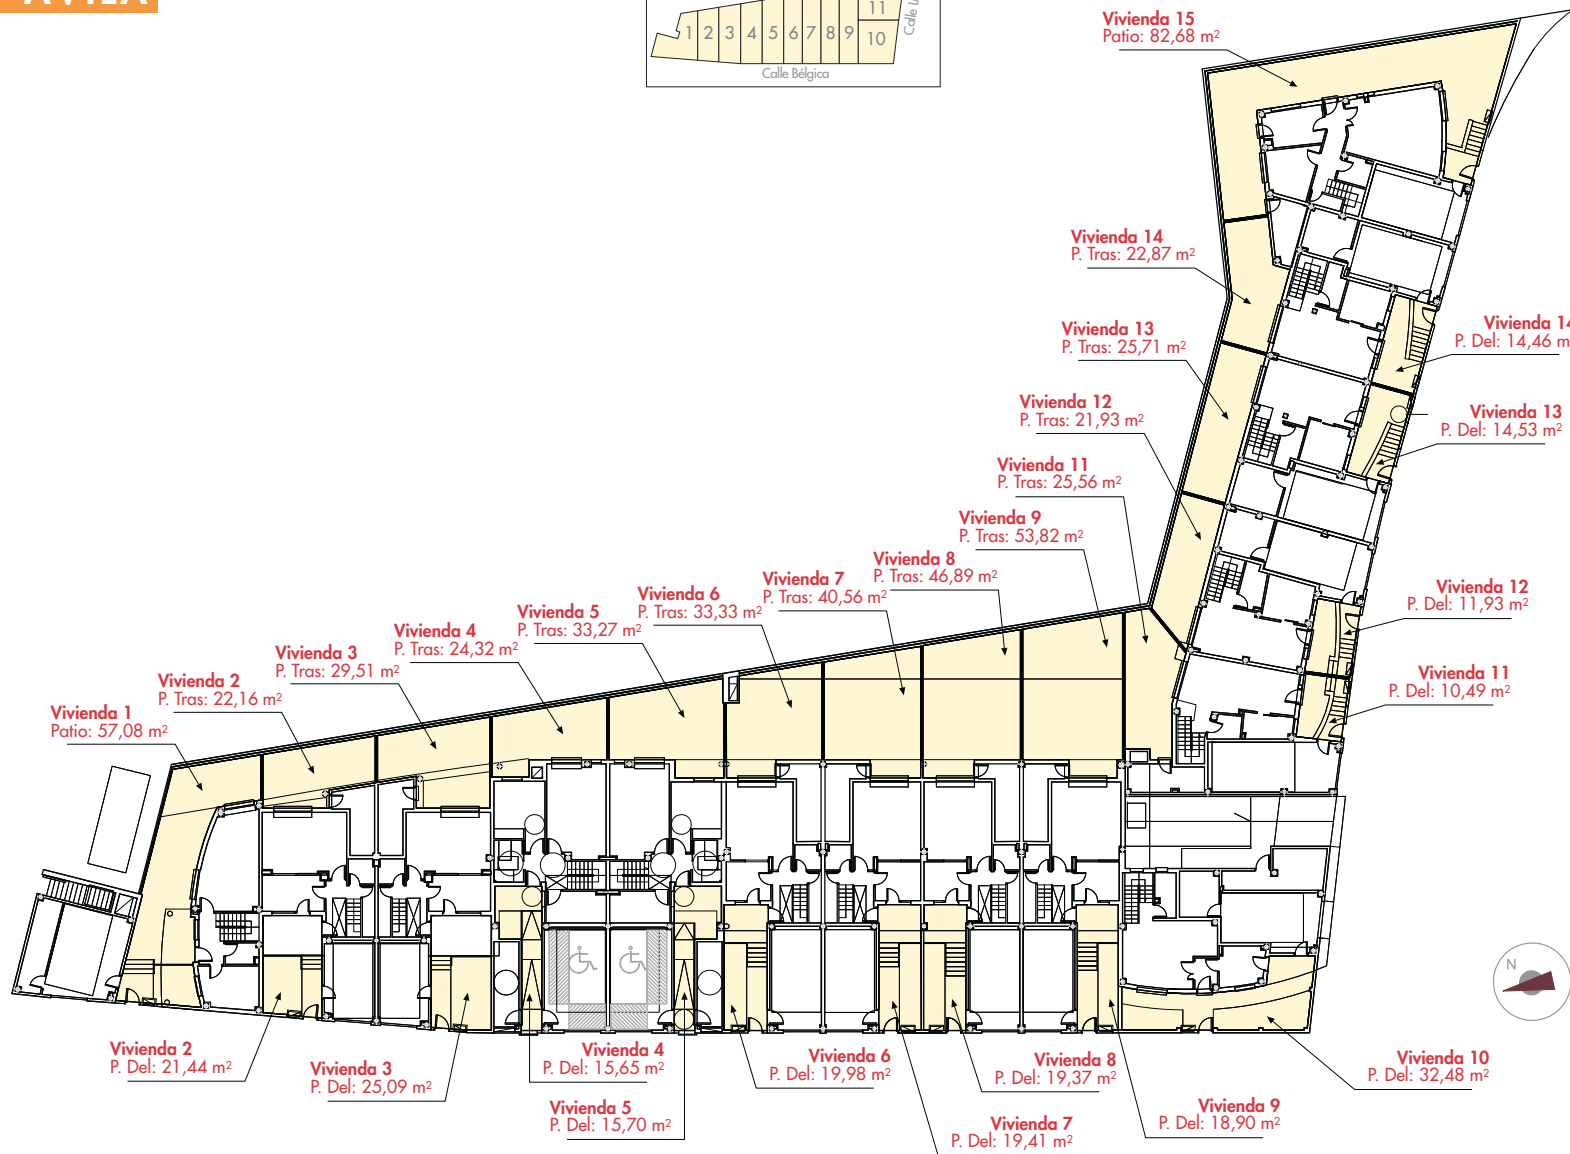 ÁVILA
11
1 2 3 4 5 6 7 8 9 10
Calle Bélgica
Vivienda 15
Patio: 82,68 m²
Vivienda 14
P. Tras: 22,87 m²
Vivienda 13
P. Tras: 25,71 m²
Vivienda 12
P. Tras: 21,93 m²
Vivienda 11
P. Tras: 25,56 m²
Vivienda 9
P. Tras: 53,82 m²
Vivienda 8
P. Tras: 46,89 m²
Vivienda 7
P. Tras: 40,56 m²
Vivienda 6
P. Tras: 33,33 m²
Vivienda 5
P. Tras: 33,27 m²
Vivienda 4
P. Tras: 24,32 m²
Vivienda 3
P. Tras: 29,51 m²
Vivienda 2
P. Tras: 22,16 m²
Vivienda 1
Patio: 57,08 m²
Vivienda 14
P. Del: 14,46 m
Vivienda 13
P. Del: 14,53 m²
Vivienda 12
P. Del: 11,93 m²
Vivienda 11
P. Del: 10,49 m²
N
Vivienda 2
P. Del: 21,44 m²
Vivienda 3
P. Del: 25,09 m²
Vivienda 4
P. Del: 15,65 m²
Vivienda 5
P. Del: 15,70 m²
Vivienda 6
P. Del: 19,98 m²
Vivienda 7
P. Del: 19,41 m²
Vivienda 8
P. Del: 19,37 m²
Vivienda 9
P. Del: 18,90 m²
Vivienda 10
P. Del: 32,48 m²